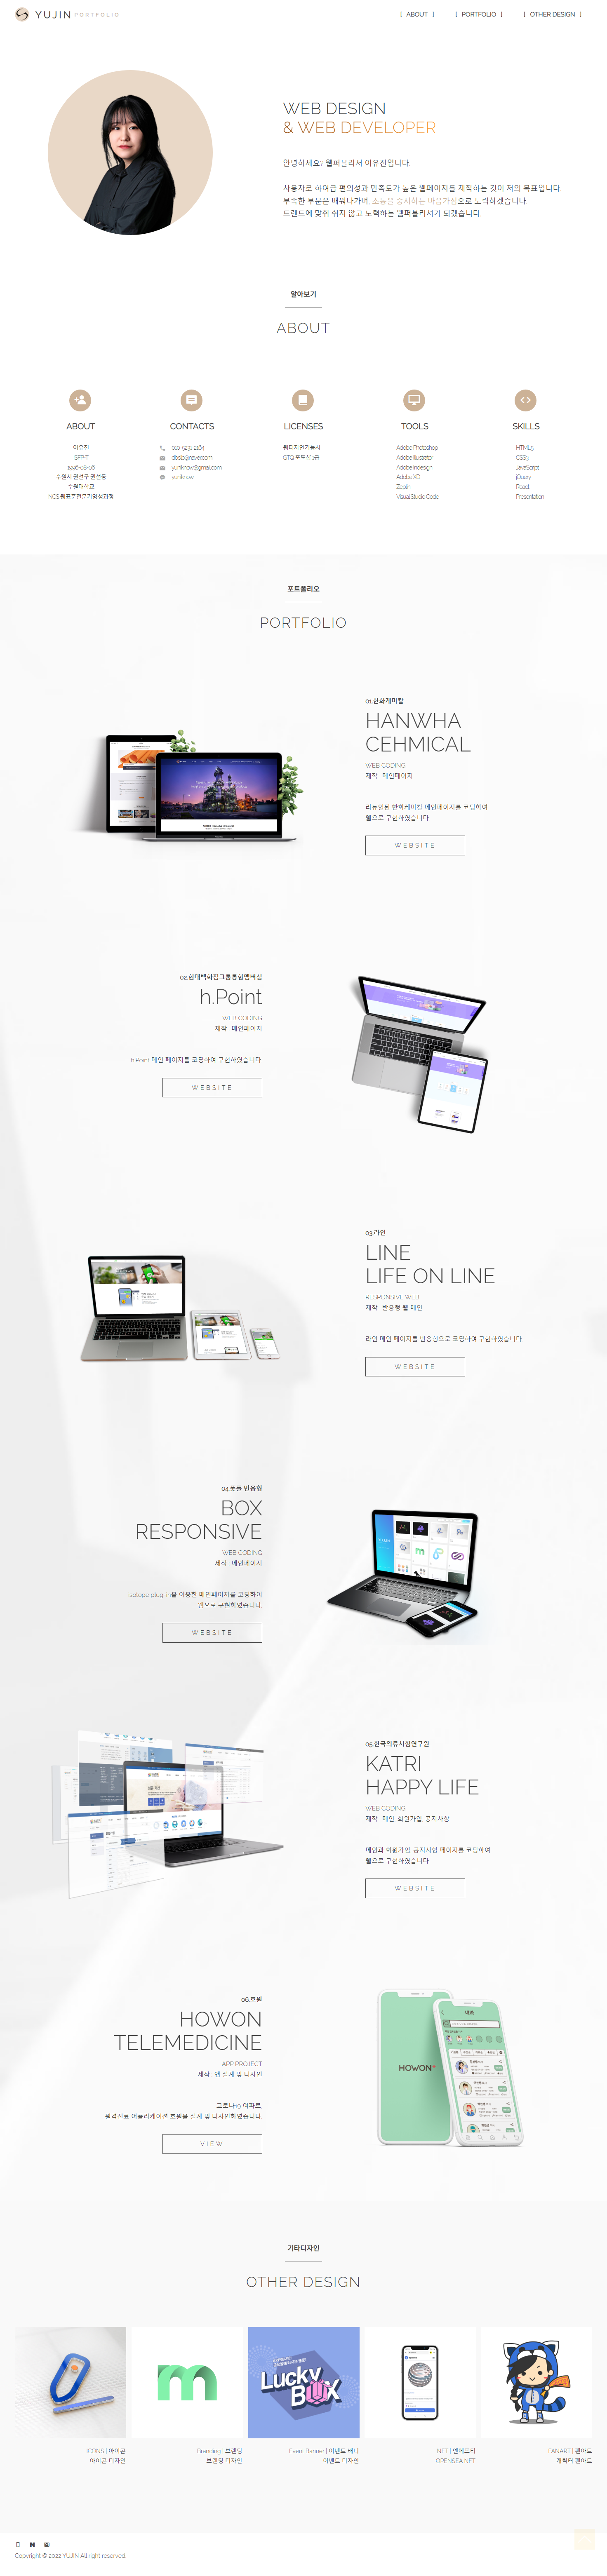 YUJIN PORTFOLIO
[ ABOUT ]
[ PORTFOLIO ]
[ OTHER DESIGN ]
WEB DESIGN
& WEB DEVELOPER
안녕하세요? 웹퍼블리셔 이유진입니다.
사용자로 하여금 편의성과 만족도가 높은 웹페이지를 제작하는 것이 저의 목표입니다.
부족한 부분은 배워나가며, 소통을 중시하는 마음가짐으로 노력하겠습니다.
트렌드에 맞춰 쉬지 않고 노력하는 웹퍼블리셔가 되겠습니다.
알아보기
ABOUT
ABOUT
이유진
ISFP-T
1996-06-06
수원시 권선구 권선동
수원대학교
NCS 웹표준전문가양성과정
CONTACTS
yuniknow@gmail.com
yuniknow
LICENSES
웹디자인기능사
GTQ 포토샵 1급
TOOLS
Adobe Photoshop
Adobe Illustrator
Adobe Indesign
Adobe XD
Zeplin
Visual Studio Code
SKILLS
HTML5
CSS3
JavaScript
jQuery
React
Presentation
포트폴리오
PORTFOLIO
01.한화케미칼
HANWHA
CEHMICAL
WEB CODING
제작 : 메인페이지
리뉴얼된 한화케미칼 메인페이지를 코딩하여
웹으로 구현하였습니다.
WEBSITE
02.현대백화점그룹통합멤버십
h.Point
WEB CODING
제작 : 메인페이지
h.Point 메인 페이지를 코딩하여 구현하였습니다.
WEBSITE
03.라인
LINE
LIFE ON LINE
RESPONSIVE WEB
제작 : 반응형 웹 메인
라인 메인 페이지를 반응형으로 코딩하여 구현하였습니다.
WEBSITE
04.폿폴 반응형
BOX
RESPONSIVE
WEB CODING
제작 : 메인페이지
isotope plug-in을 이용한 메인페이지를 코딩하여
웹으로 구현하였습니다.
WEBSITE
05.한국의류시험연구원
KATRI
HAPPY LIFE
WEB CODING
제작 : 메인, 회원가입, 공지사항
메인과 회원가입, 공지사항 페이지를 코딩하여
웹으로 구현하였습니다.
WEBSITE
06.호원
HOWON
TELEMEDICINE
APP PROJECT
제작 : 앱 설계 및 디자인
코로나19 여파로,
원격진료 어플리케이션 호원을 설계 및 디자인하였습니다.
VIEW
HOWON
내과
기타디자인
OTHER DESIGN
Lucky
BOX
ICONS | 아이콘
아이콘 디자인
Branding | 브랜딩
브랜딩 디자인
Event Banner | 이벤트 배너
이벤트 디자인
NFT | 엔에프티
OPENSEA NFT
FANART | 팬아트
캐릭터 팬아트
Copyright © 2022 YUJIN All right reserved.